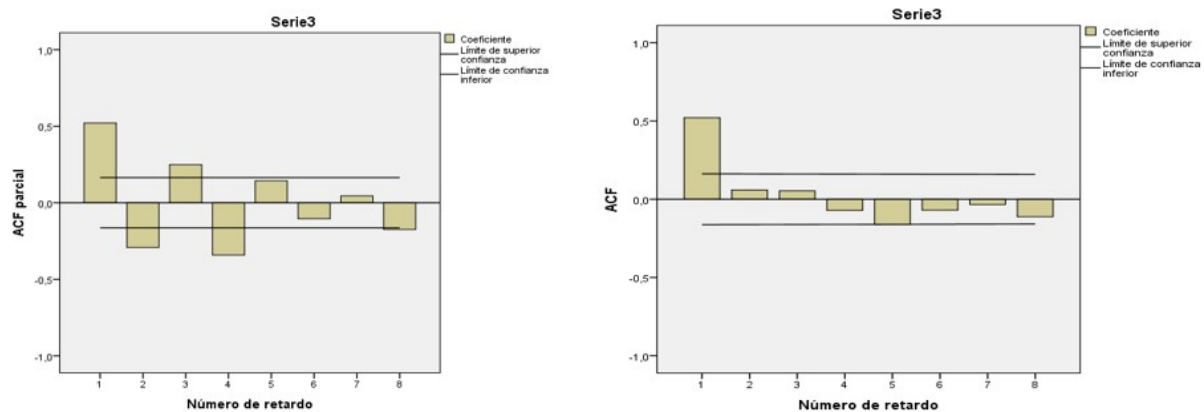 Serie3
Coeficiente
Límite de superior
confianza
Límite de confianza
inferior
ACF parcial
1,0
0,5
0,0
-0,5
-1,0
1 2 3 4 5 6 7 8
Número de retardo
Serie3
Coeficiente
Límite de superior
confianza
Límite de confianza
inferior
ACF
1,0
0,5
0,0
-0,5
-1,0
1 2 3 4 5 6 7 8
Número de retardo